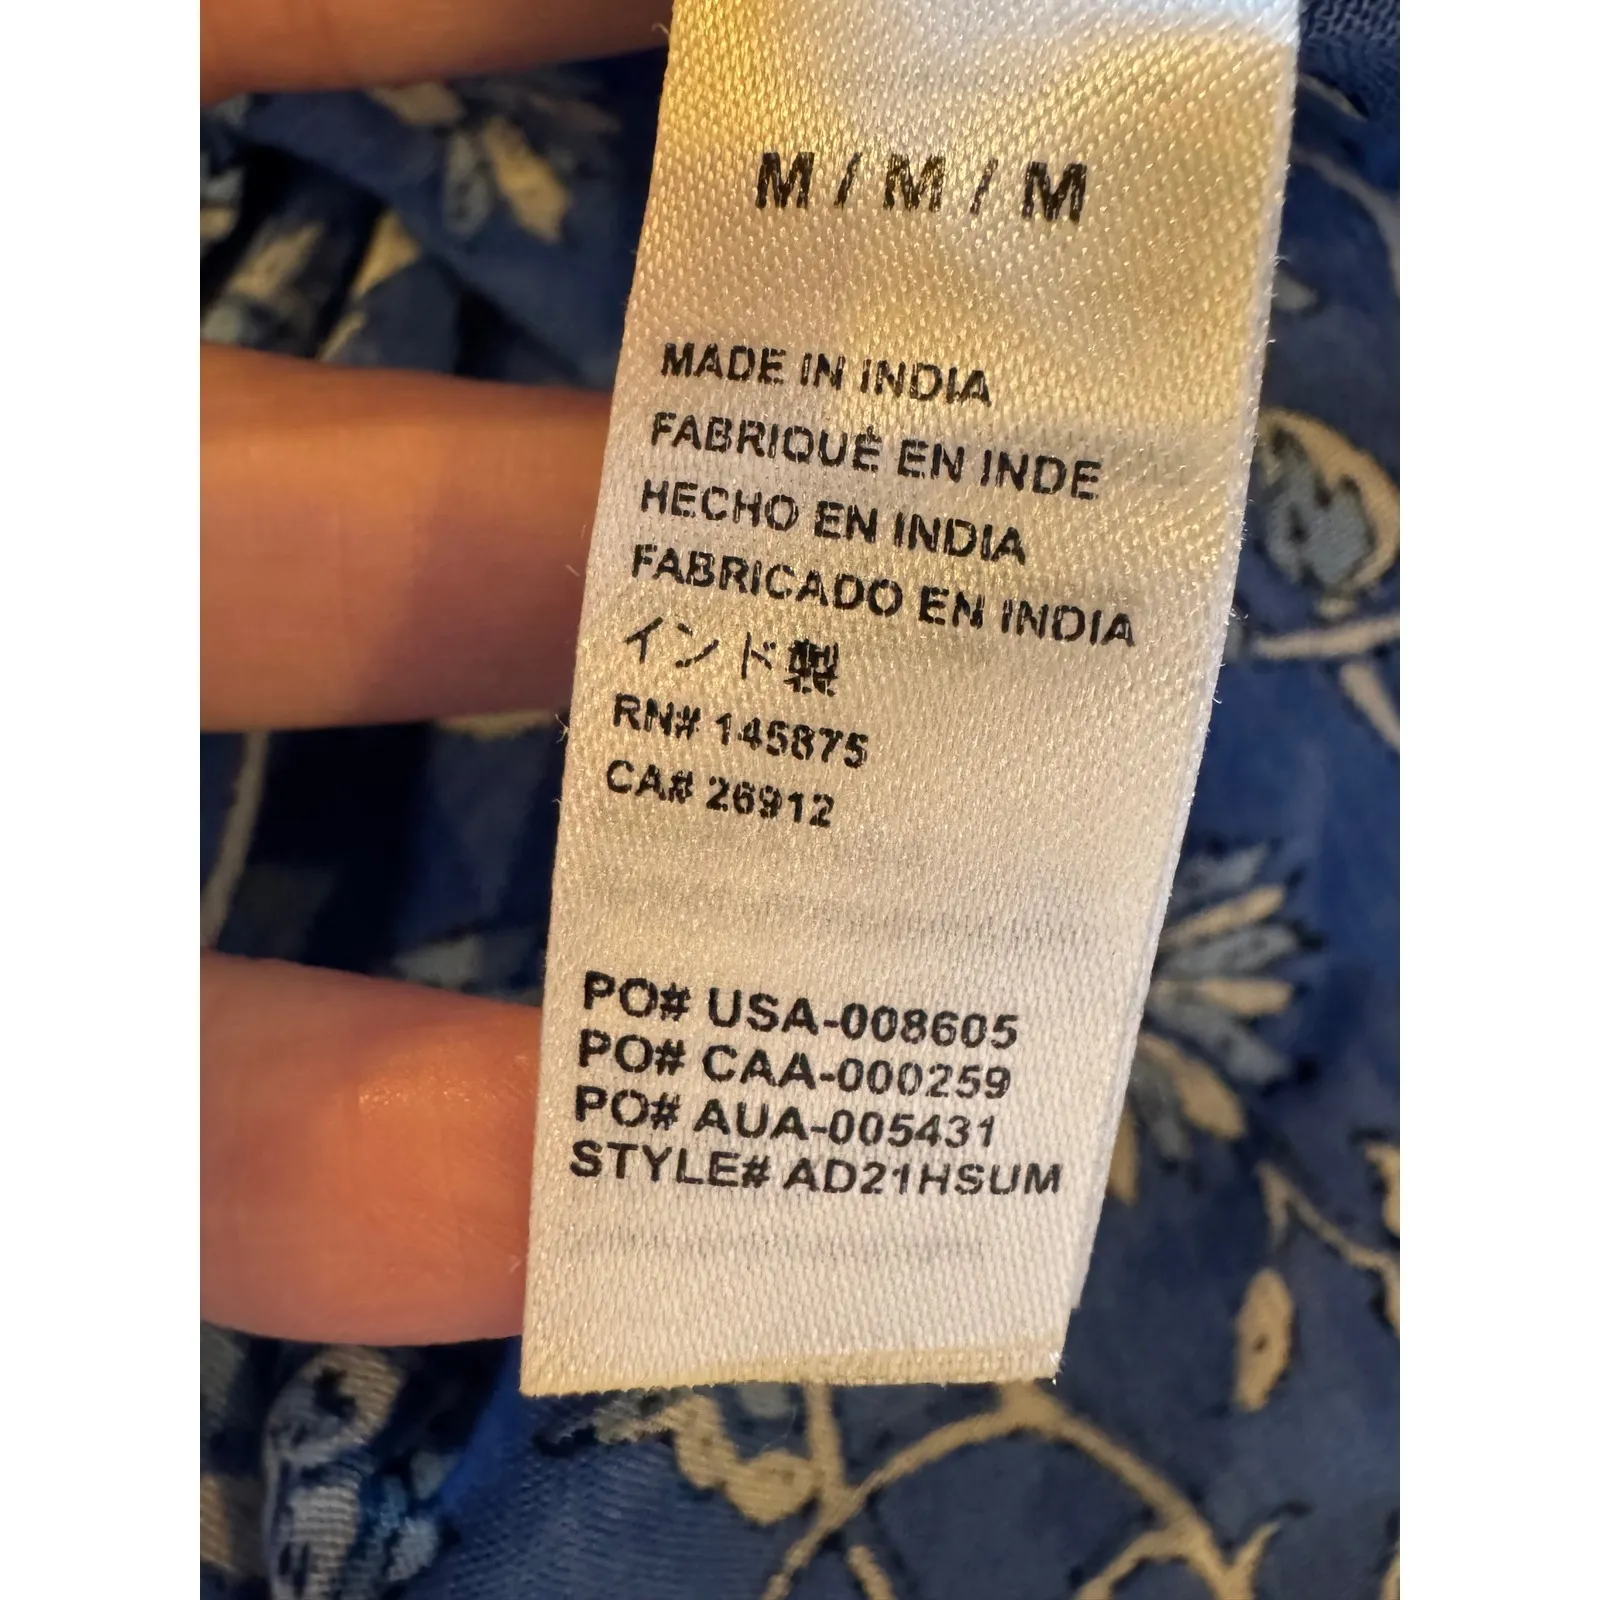 M / M / M
MADE IN INDIA
FABRIQUÉ EN INDE
HECHO EN INDIA
FABRICADO EN INDIA
インド製
RN# 145875
CA# 26912
PO# USA-008605
PO# CAA-000259
PO# AUA-005431
STYLE# AD21HSUM